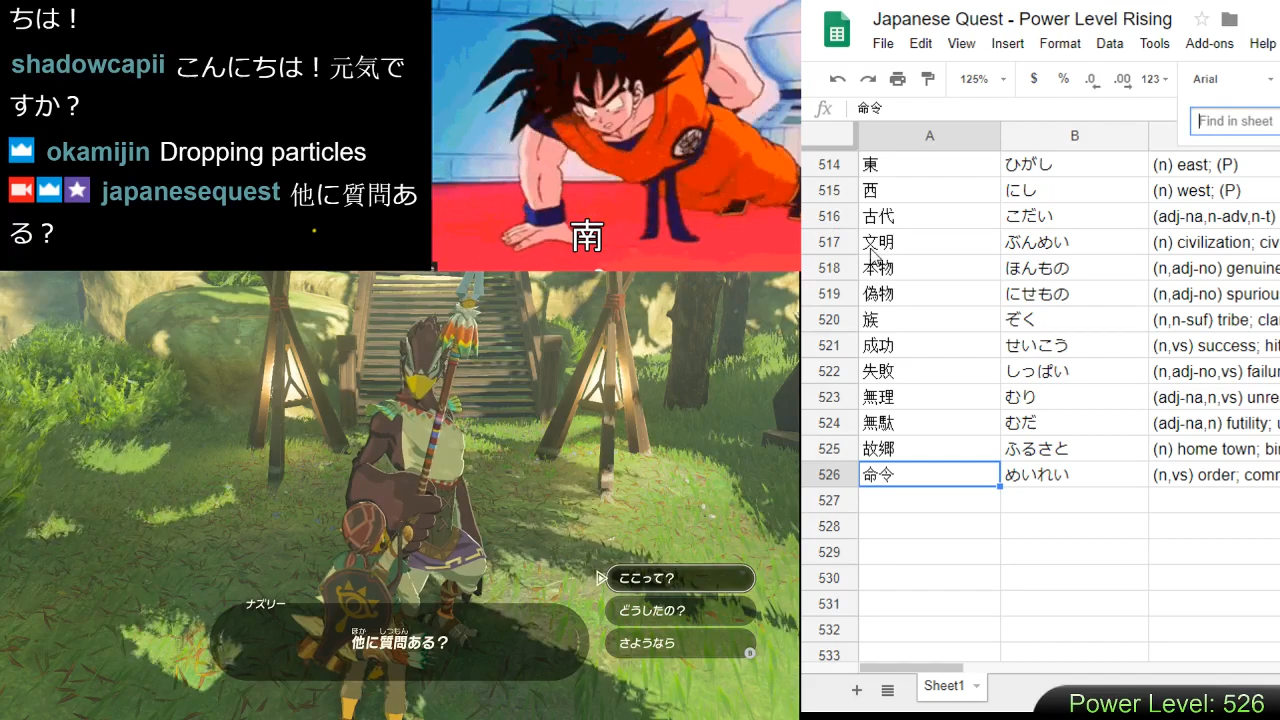 ちは！
shadowcapii こんにちは！元気で
すか？
okamijin Dropping particles
japanesequest 他に質問あ
る？
南
ナズリー
ほか しつもん
他に質問ある？
ここって？
どうしたの？
さようなら
Japanese Quest - Power Level Rising
File Edit View Insert Format Data Tools Add-ons Help
125% $ % .0 .00 123 Arial
fx 命令
Find in sheet
A B
514 東 ひがし (n) east; (P)
515 西 にし (n) west; (P)
516 古代 こだい (adj-na,n-adv,n-t)
517 文明 ぶんめい (n) civilization; civ
518 本物 ほんもの (n,adj-no) genuine
519 偽物 にせもの (n,adj-no) spurious
520 族 ぞく (n,n-suf) tribe; cla
521 成功 せいこう (n,vs) success; hit
522 失敗 しっぱい (n,adj-no,vs) failur
523 無理 むり (adj-na,n,vs) unre
524 無駄 むだ (adj-na,n) futility; u
525 故郷 ふるさと (n) home town; bir
526 命令 めいれい (n,vs) order; comm
527
528
529
530
531
532
533
Sheet1
Power Level: 526